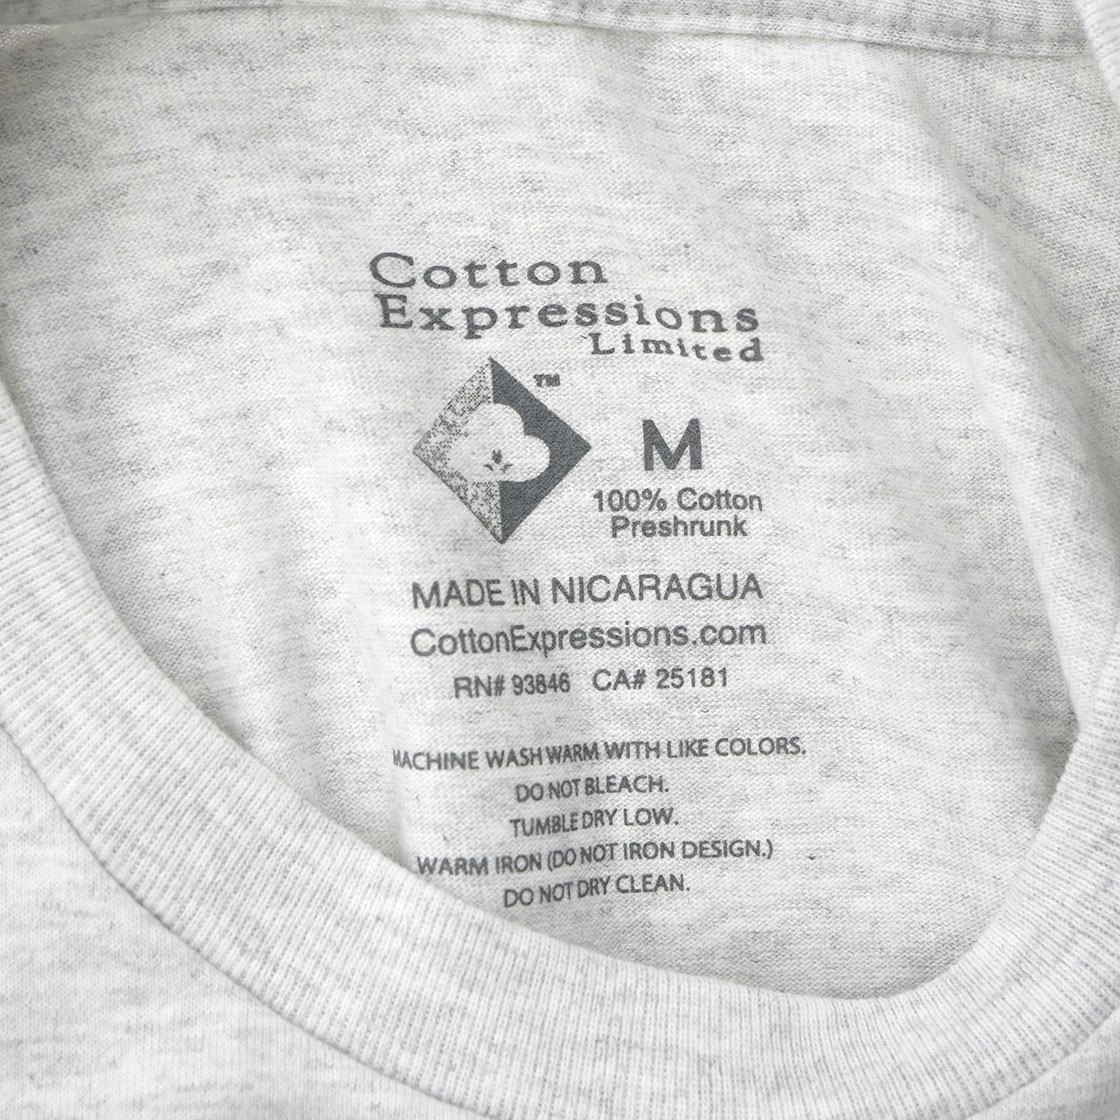 Cotton
Expressions
Limited
TM
M
100% Cotton
Preshrunk
MADE IN NICARAGUA
CottonExpressions.com
RN# 93846 CA# 25181
MACHINE WASH WARM WITH LIKE COLORS.
DO NOT BLEACH.
TUMBLE DRY LOW.
WARM IRON (DO NOT IRON DESIGN.)
DO NOT DRY CLEAN.